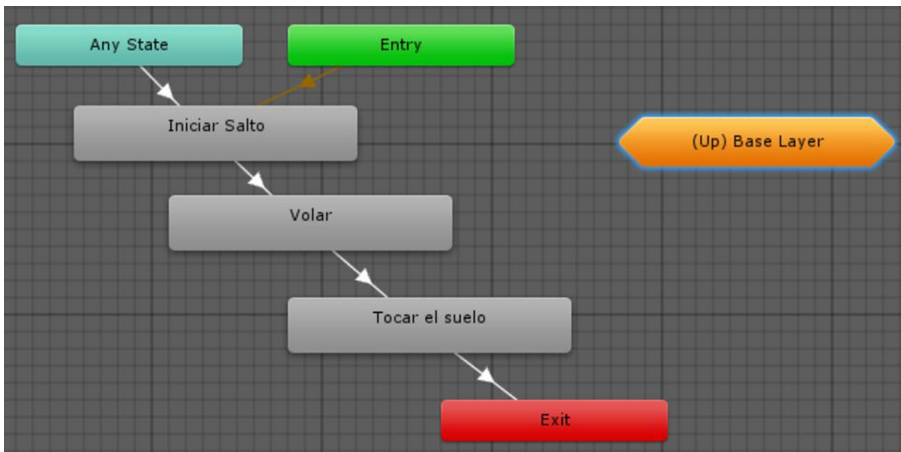 Any State
Entry
Iniciar Salto
(Up) Base Layer
Volar
Tocar el suelo
Exit